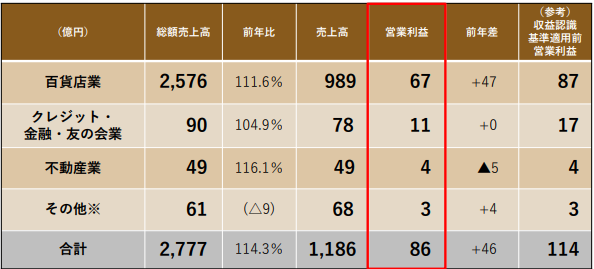 （億円） 総額売上高 前年比 売上高 営業利益 前年差 （参考）
収益認識
基準適用前
営業利益
百貨店業 2,576 111.6% 989 67 +47 87
クレジット・
金融・友の会業 90 104.9% 78 11 +0 17
不動産業 49 116.1% 49 4 ▲5 4
その他※ 61 (△9) 68 3 +4 3
合計 2,777 114.3% 1,186 86 +46 114